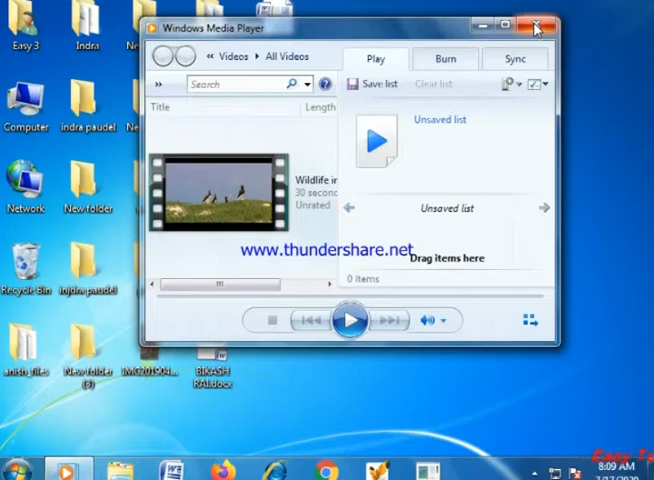 Easy 3
Indra
Windows Media Player
Videos
All Videos
Play
Burn
Sync
Search
Save list
Clear list
Title
Length
Unsaved list
Computer
indra paudel
Wildlife in
30 second
Unrated
Network
New folder
Unsaved list
www.thundershare.net
Drag items here
0 items
Recycle Bin
injdra paudel
anish_files
New folder
(3)
IMG201904...
BIKASH
RAI.docx
8:09 AM